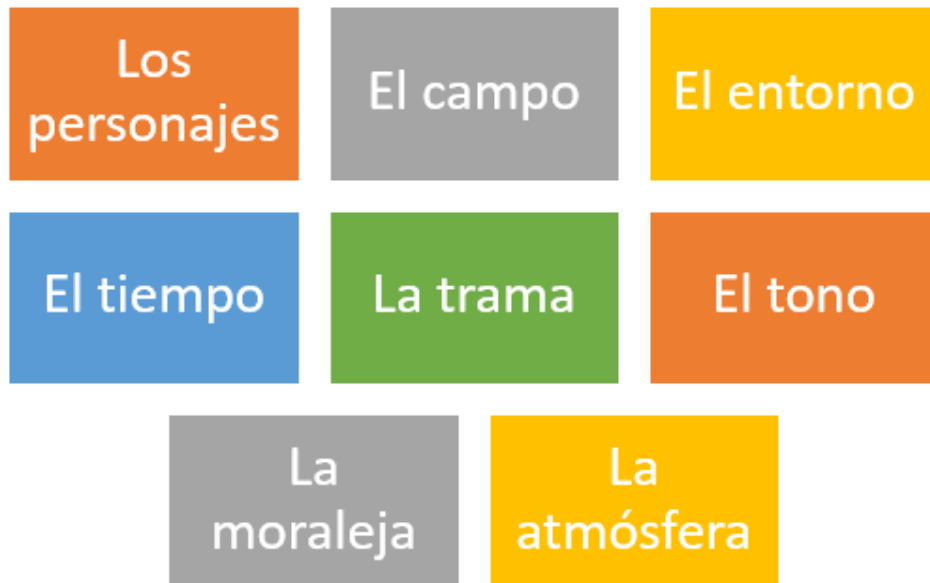 Los
personajes
El campo
El entorno
El tiempo
La trama
El tono
La
moraleja
La
atmósfera